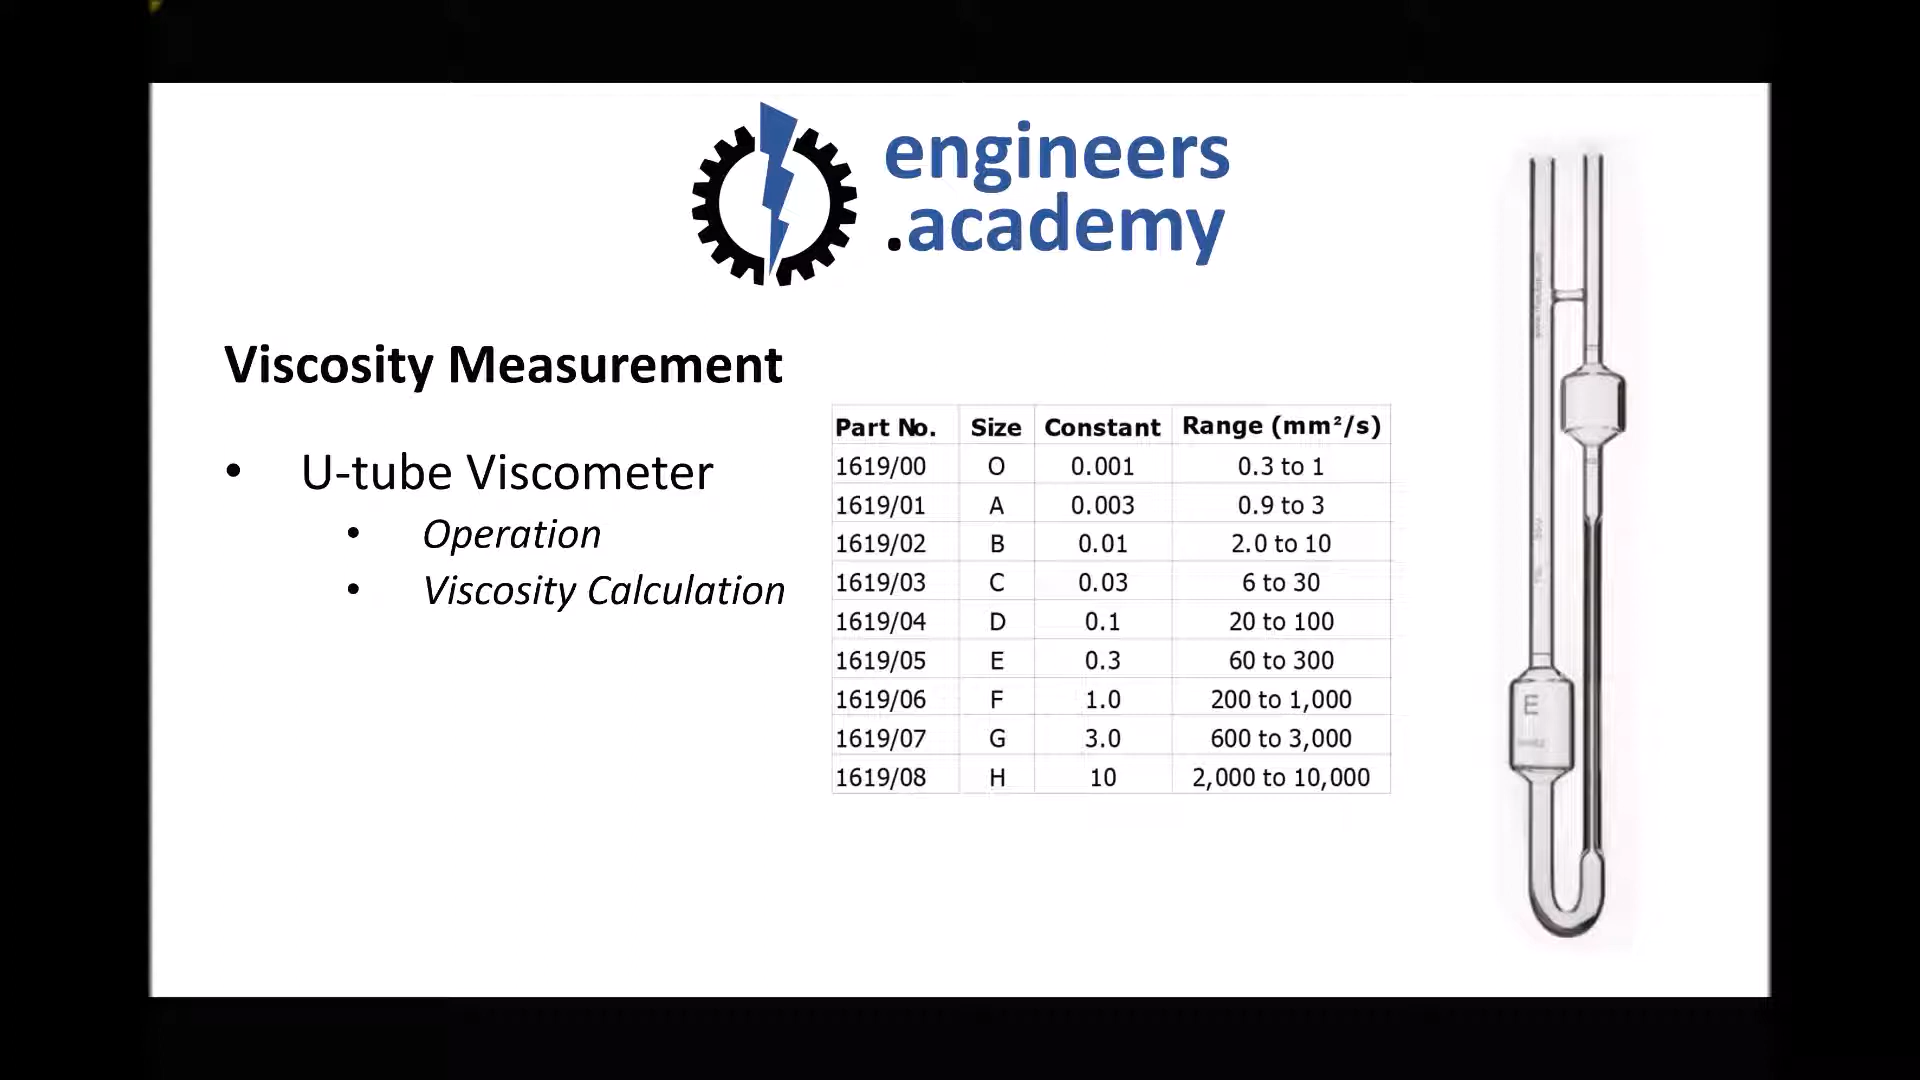 engineers
.academy
Viscosity Measurement
• U-tube Viscometer
• Operation
• Viscosity Calculation
Part No. Size Constant Range (mm²/s)
1619/00 O 0.001 0.3 to 1
1619/01 A 0.003 0.9 to 3
1619/02 B 0.01 2.0 to 10
1619/03 C 0.03 6 to 30
1619/04 D 0.1 20 to 100
1619/05 E 0.3 60 to 300
1619/06 F 1.0 200 to 1,000
1619/07 G 3.0 600 to 3,000
1619/08 H 10 2,000 to 10,000
E